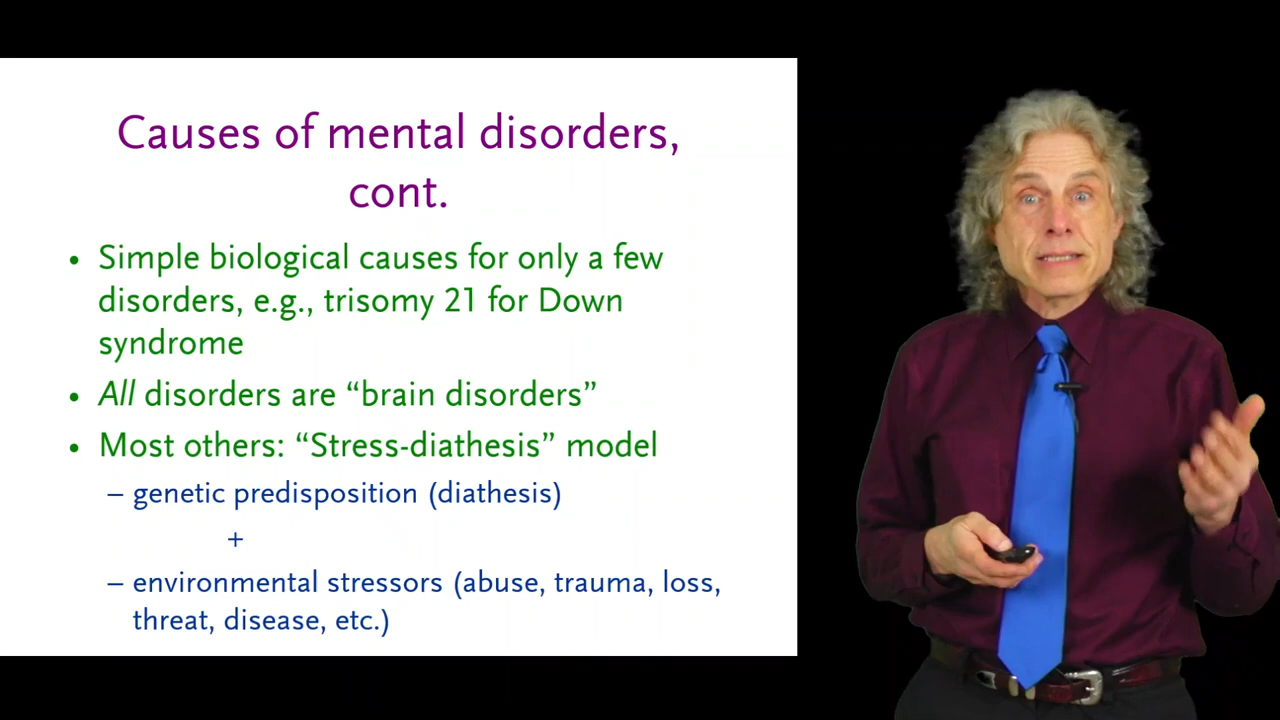 Causes of mental disorders,
cont.
• Simple biological causes for only a few
disorders, e.g., trisomy 21 for Down
syndrome
• All disorders are “brain disorders”
• Most others: “Stress-diathesis” model
– genetic predisposition (diathesis)
+
– environmental stressors (abuse, trauma, loss,
threat, disease, etc.)